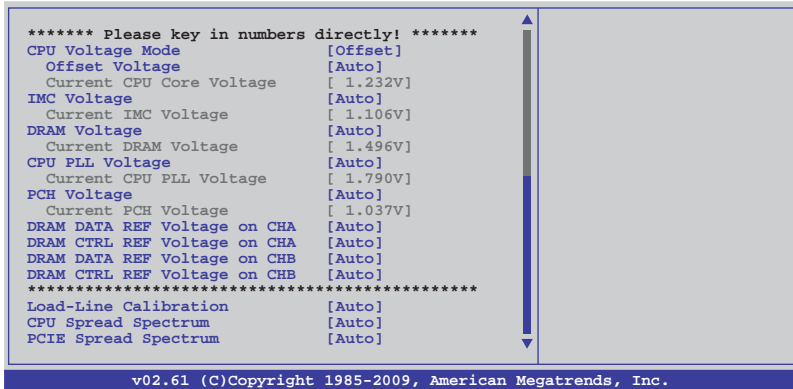 ******* Please key in numbers directly! *******
CPU Voltage Mode [Offset]
Offset Voltage [Auto]
Current CPU Core Voltage [ 1.232V]
IMC Voltage [Auto]
Current IMC Voltage [ 1.106V]
DRAM Voltage [Auto]
Current DRAM Voltage [ 1.496V]
CPU PLL Voltage [Auto]
Current CPU PLL Voltage [ 1.790V]
PCH Voltage [Auto]
Current PCH Voltage [ 1.037V]
DRAM DATA REF Voltage on CHA [Auto]
DRAM CTRL REF Voltage on CHA [Auto]
DRAM DATA REF Voltage on CHB [Auto]
DRAM CTRL REF Voltage on CHB [Auto]
**************************************************
Load-Line Calibration [Auto]
CPU Spread Spectrum [Auto]
PCIE Spread Spectrum [Auto]
v02.61 (C)Copyright 1985-2009, American Megatrends, Inc.